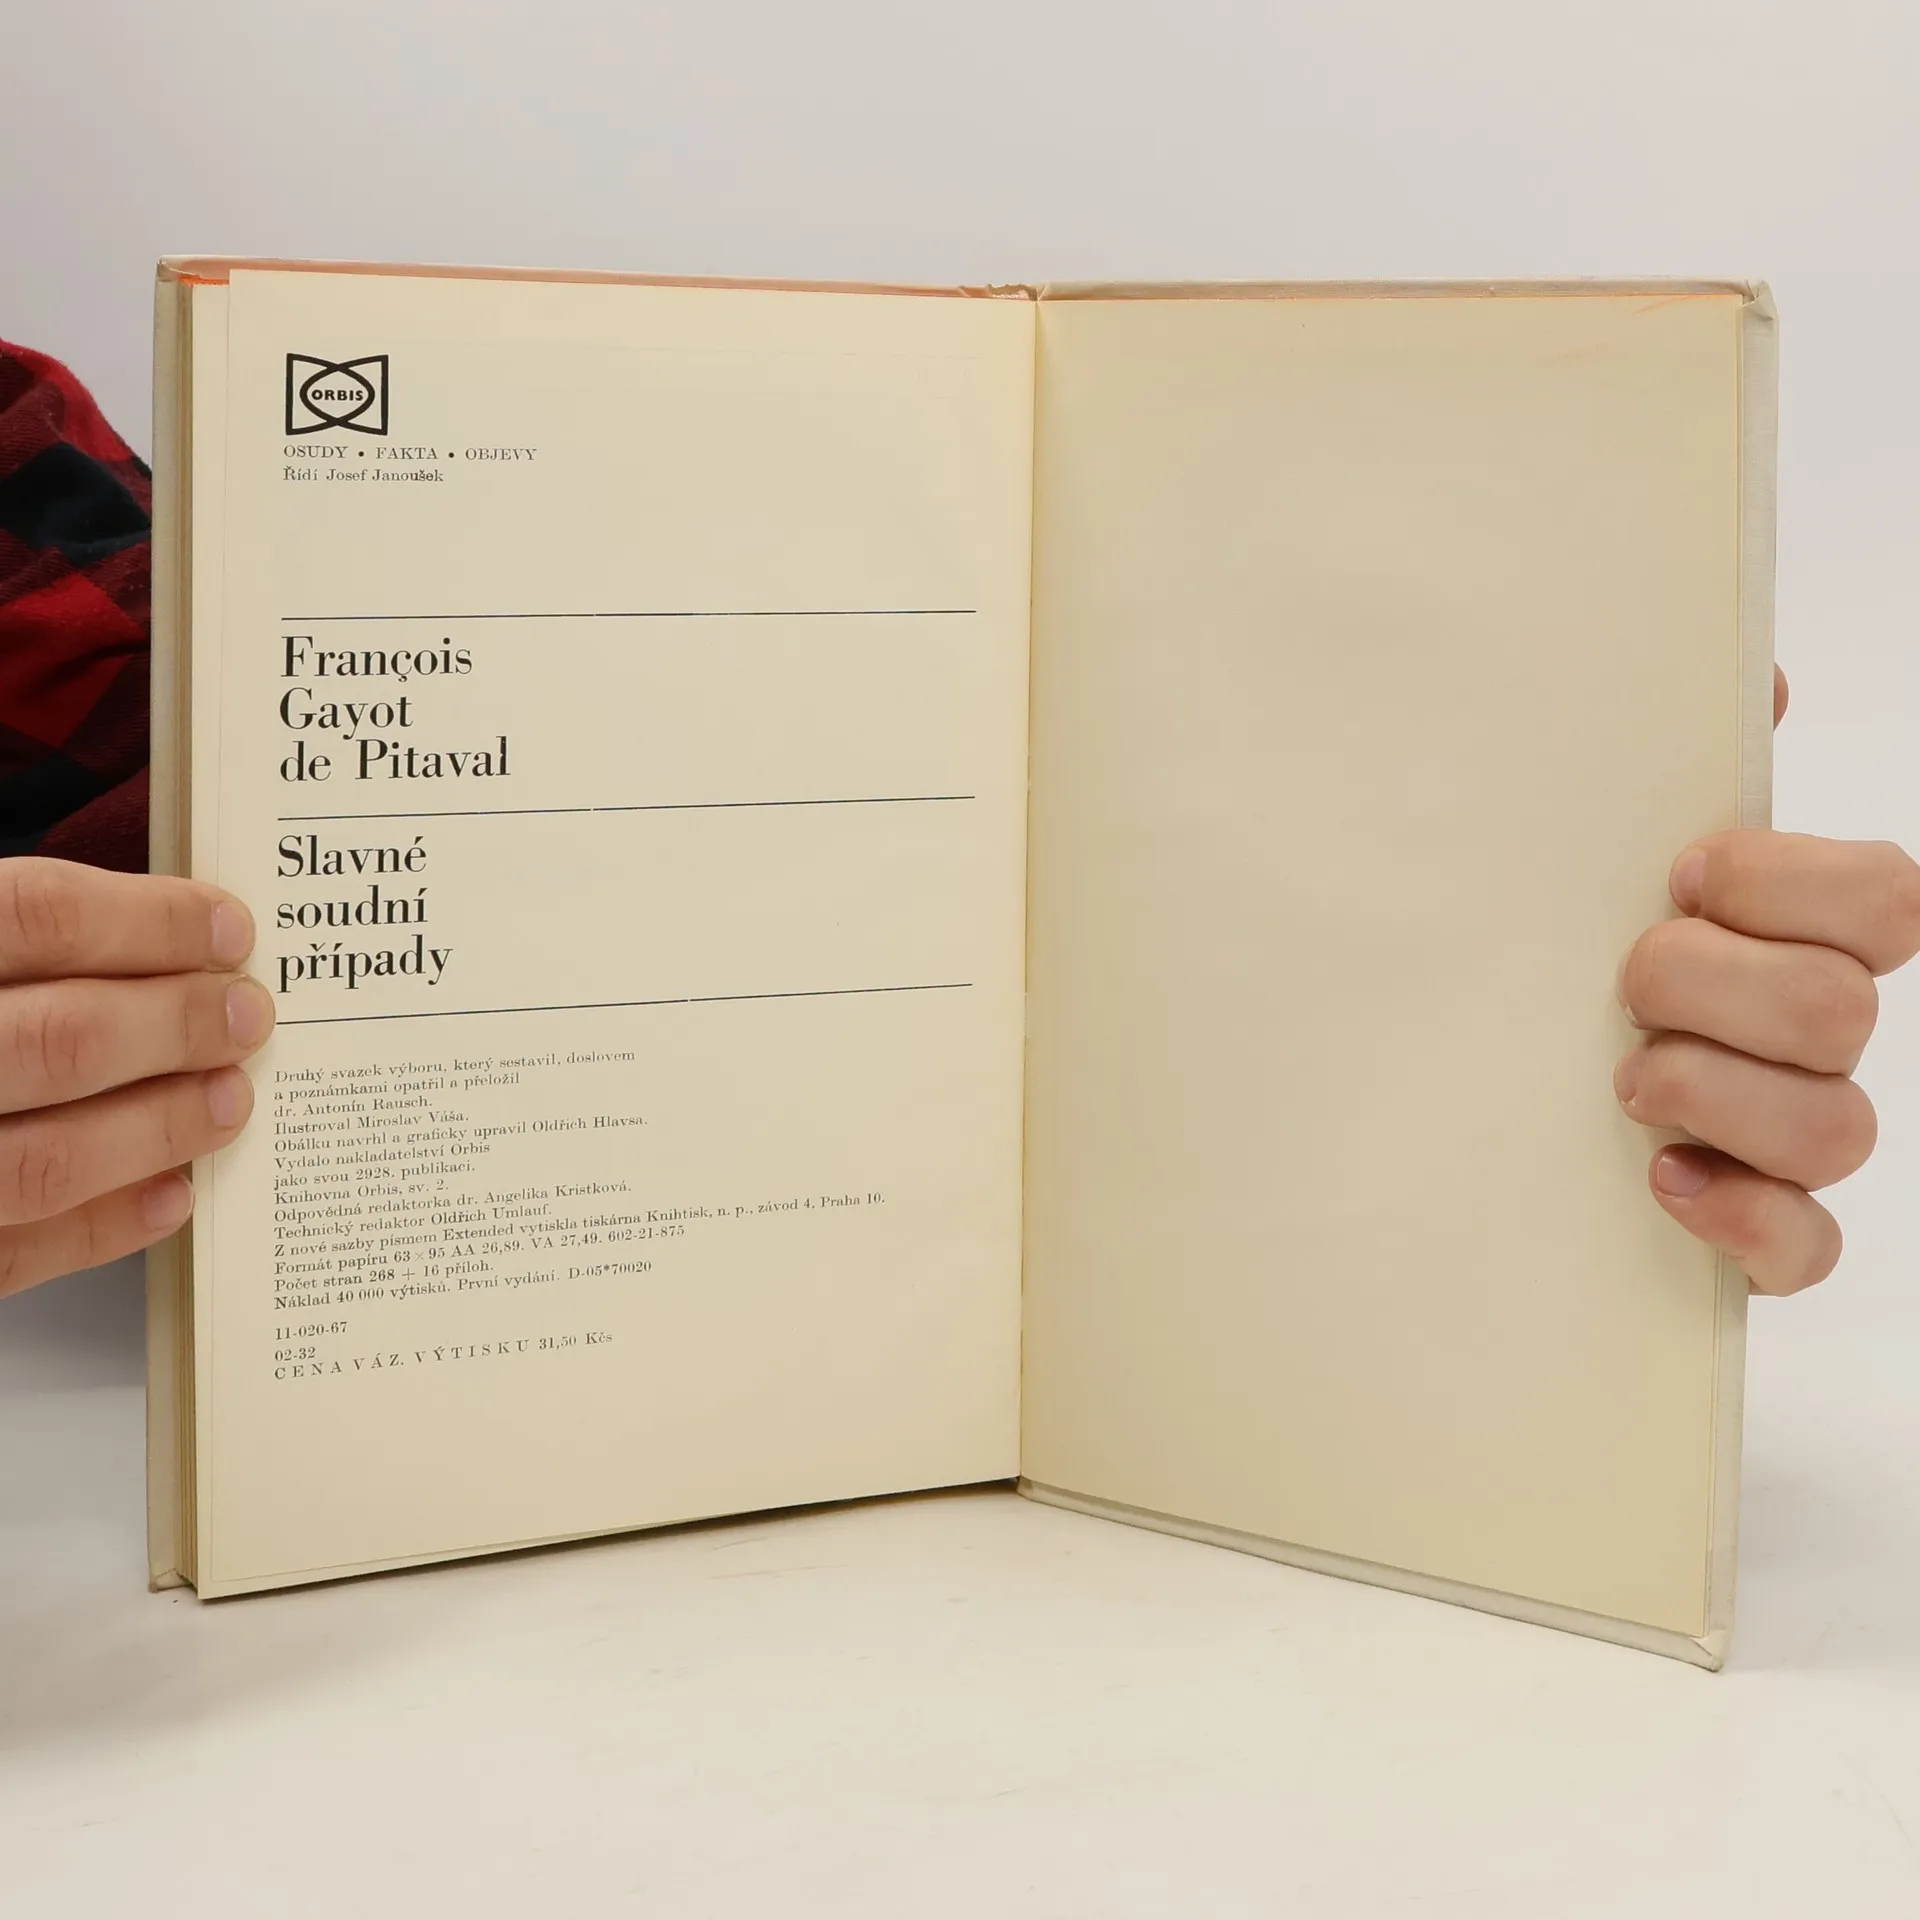 ORBIS
OSUDY • FAKTA • OBJEVY
Řídí Josef Janoušek
François
Gayot
de Pitaval
Slavné
soudní
případy
Druhý svazek výboru, který sestavil, doslovem
a poznámkami opatřil a přeložil
dr. Antonín Rausch.
Ilustroval Miroslav Váša.
Obálku navrhl a graficky upravil Oldřich Hlavsa.
Vydalo nakladatelství Orbis
jako svou 2928. publikaci.
Knihovna Orbis, sv. 2.
Odpovědná redaktorka dr. Angelika Kristková.
Technický redaktor Oldřich Umlauf.
Z nové sazby písmem Extended vytiskla tiskárna Knihtisk, n. p., závod 4, Praha 10.
Formát papíru 63 × 95 AA 26,89. VA 27,49. 602-21-875
Počet stran 268 + 16 příloh.
Náklad 40 000 výtisků. První vydání. D-05*70020
11-020-67
02-32
CENA VÁZ. VÝTISKU 31,50 Kčs